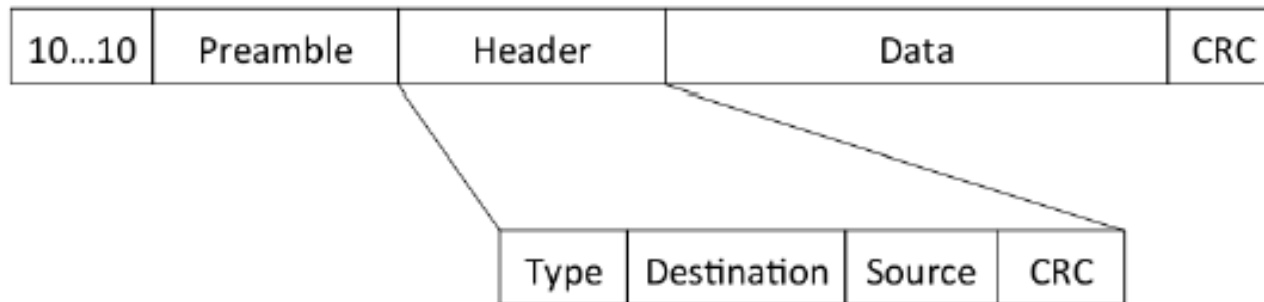 10...10 Preamble Header Data CRC
Type Destination Source CRC